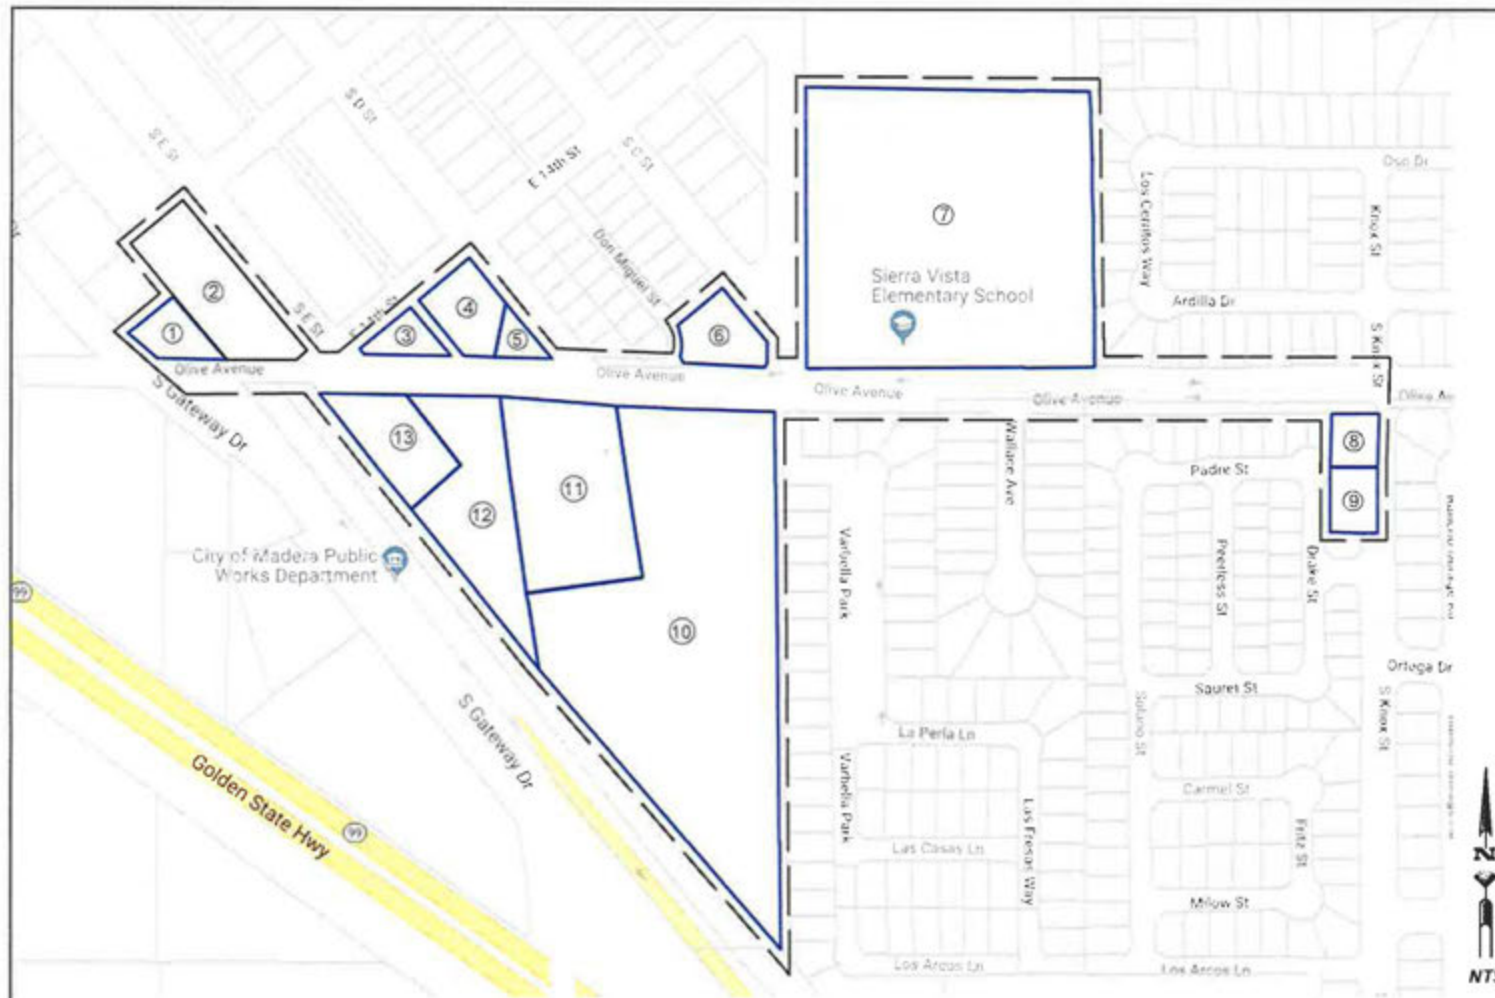 S D St
S E St
E 14th St
S C St
Oso Dr
Los Cerritos Way
Knox St
⑦
Don Miguel St
Sierra Vista
Elementary School
②
Ardilla Dr
①
S E St
E 14th St
④
③
⑤
⑥
S Knox St
Olive Avenue
Olive Avenue
Olive Avenue
Olive Avenue
Olive Av
S Gateway Dr
⑬
⑧
Wallace Ave
Padre St
⑪
⑨
⑫
City of Madera Public
Works Department
Varbella Park
Peerless St
Drake St
99
⑩
Ortega Dr
Sauret St
S Gateway Dr
Solano St
S Knox St
La Perla Ln
Golden State Hwy
Varbella Park
Carmel St
99
Las Fresas Way
Las Casas Ln
Fritz St
N
Milow St
Los Arcos Ln
Los Arcos Ln
NTS